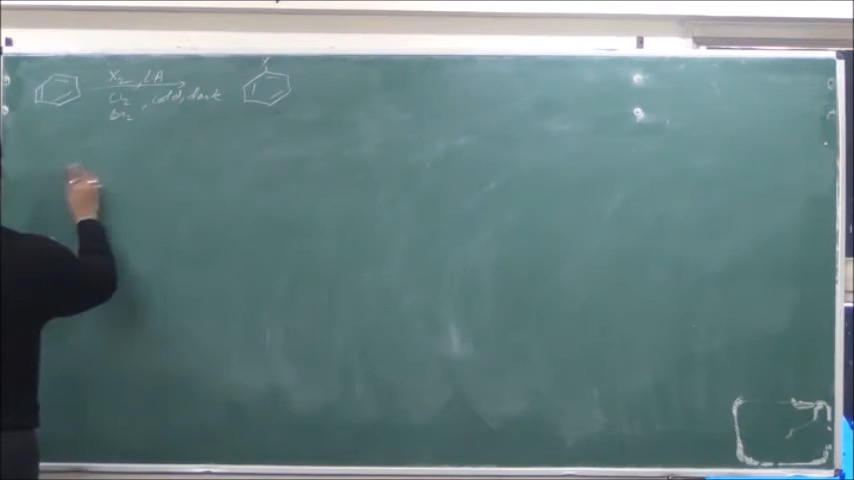 X
X₂, LA
Cl₂, cold, dark
Br₂